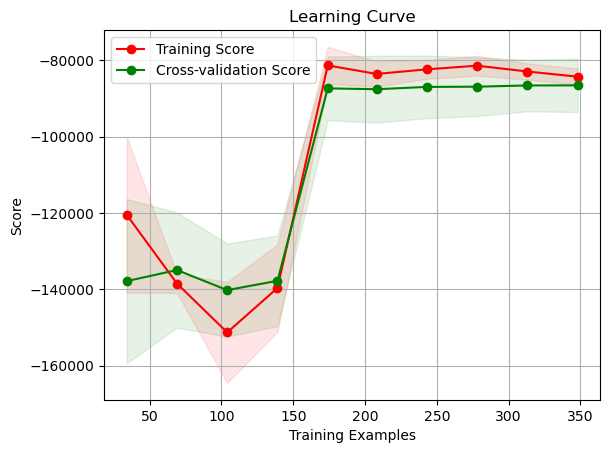 Learning Curve
Training Score
Cross-validation Score
−80000
−100000
−120000
−140000
−160000
Score
50 100 150 200 250 300 350
Training Examples